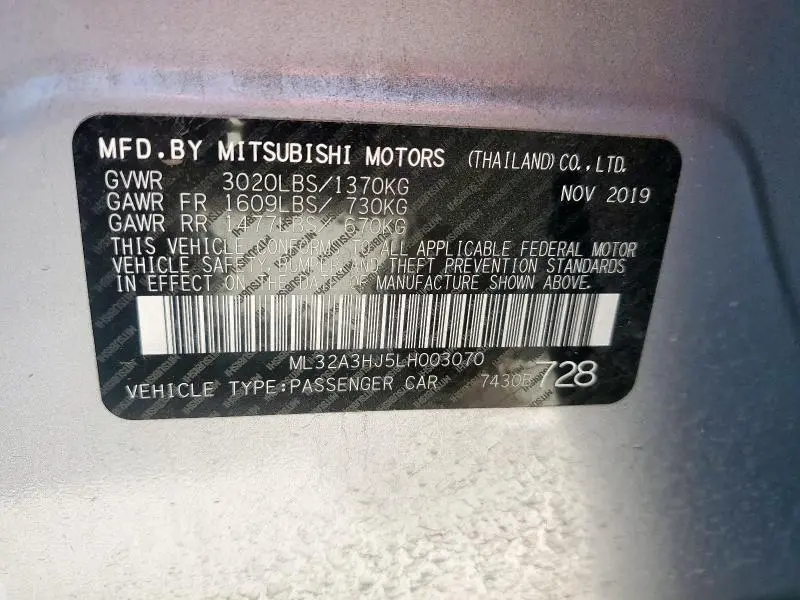 MFD.BY MITSUBISHI MOTORS (THAILAND)CO.,LTD.
GVWR 3020LBS/1370KG NOV 2019
GAWR FR 1609LBS/ 730KG
GAWR RR 1477LBS/ 670KG
THIS VEHICLE CONFORMS TO ALL APPLICABLE FEDERAL MOTOR
VEHICLE SAFETY BUMPER AND THEFT PREVENTION STANDARDS
IN EFFECT ON THE DATE OF MANUFACTURE SHOWN ABOVE.
ML32A3HJ5LH003070
VEHICLE TYPE:PASSENGER CAR 7430B728